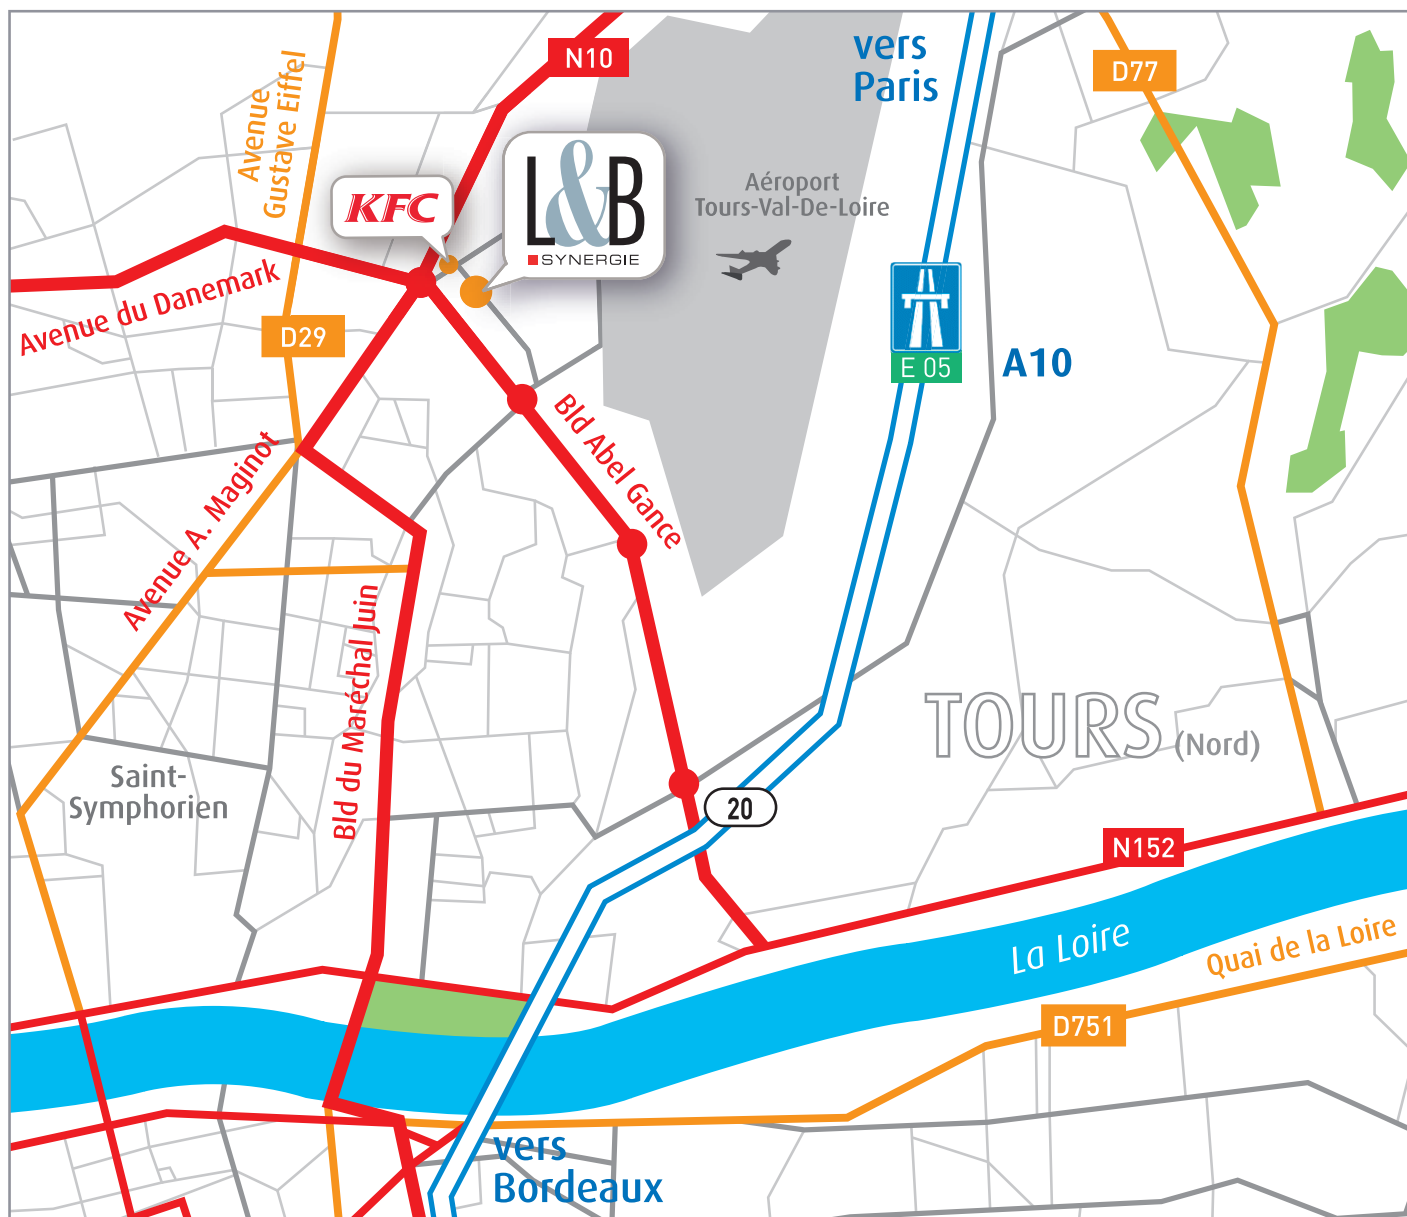 N10
vers
Paris
D77
Avenue
Gustave Eiffel
KFC
L&B
SYNERGIE
Aéroport
Tours-Val-De-Loire
Avenue du Danemark
D29
E 05
A10
Bld Abel Gance
Avenue A. Maginot
Bld du Maréchal Juin
TOURS (Nord)
Saint-
Symphorien
20
N152
La Loire
Quai de la Loire
D751
vers
Bordeaux